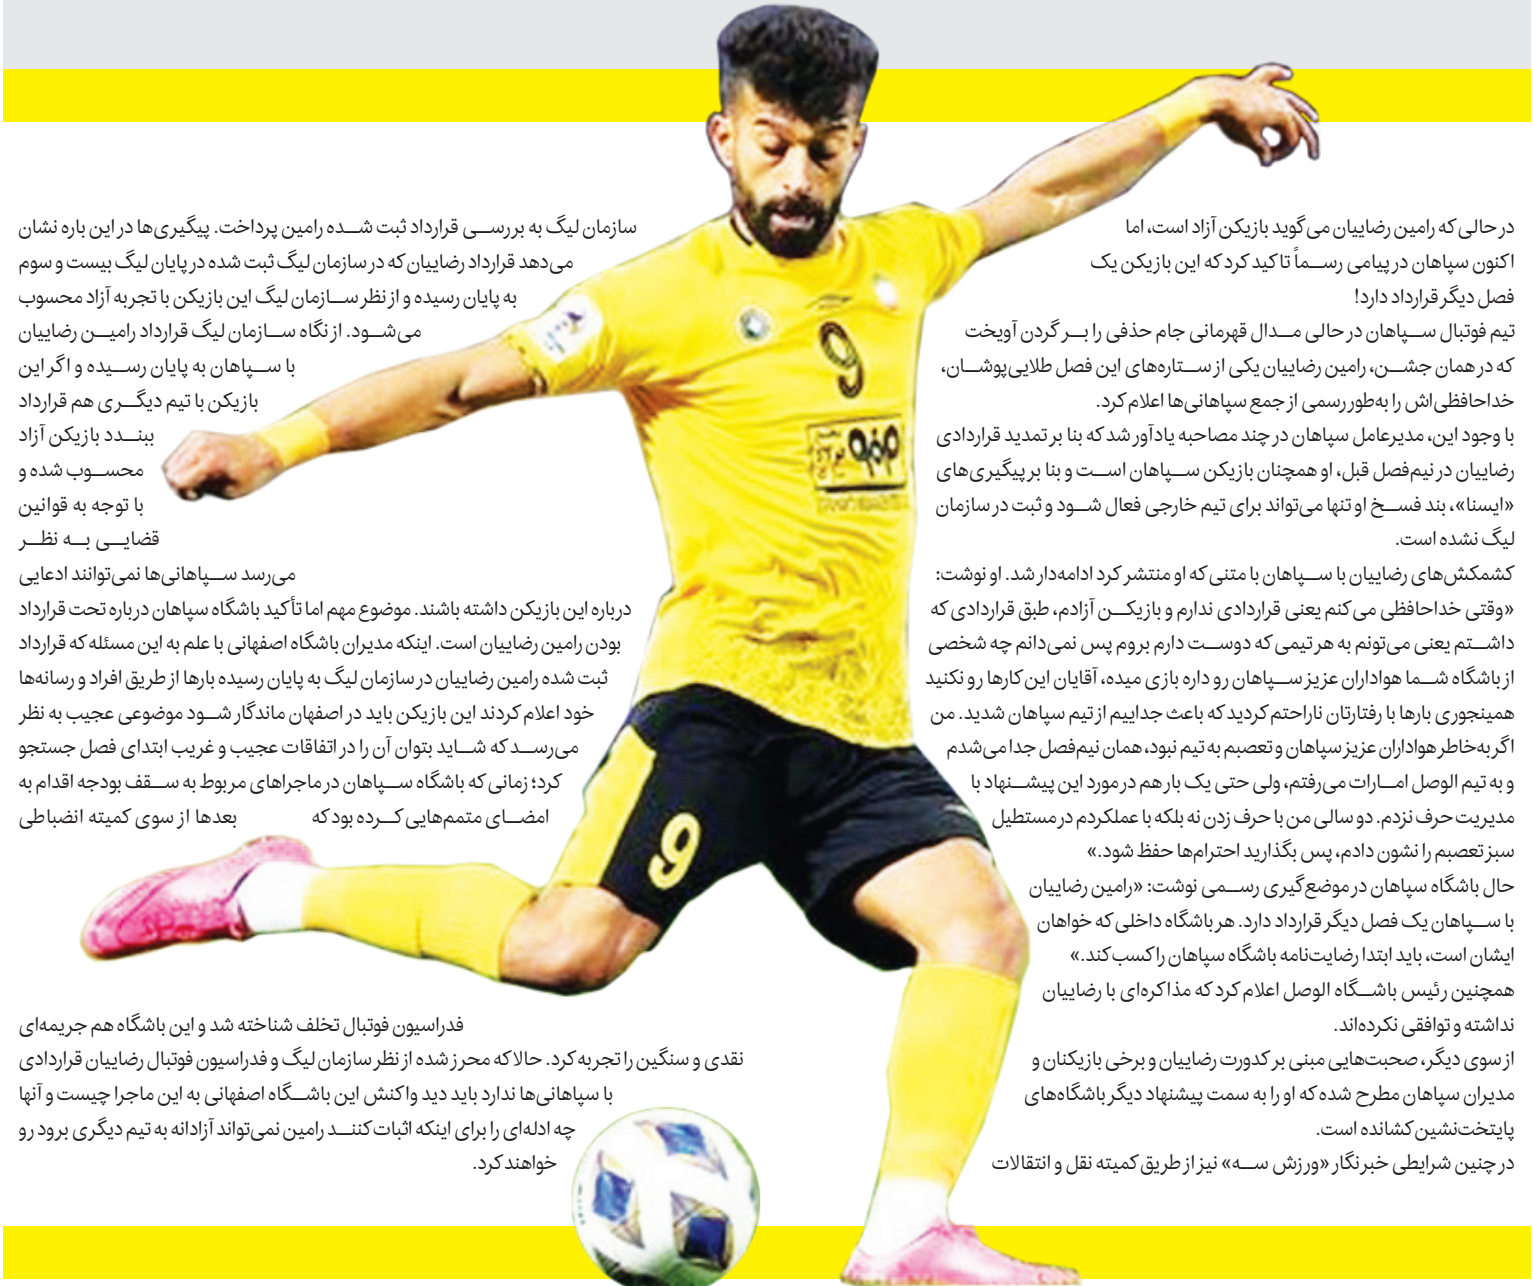 در حالی که رامین رضاییان می‌گوید بازیکن آزاد است، اما
اکنون سپاهان در پیامی رسماً تاکید کرد که این بازیکن یک
فصل دیگر قرارداد دارد!
تیم فوتبال سپاهان در حالی مدال قهرمانی جام حذفی را بر گردن آویخت
که در همان جشن، رامین رضاییان یکی از ستاره‌های این فصل طلایی‌پوشان،
خداحافظی‌اش را به‌طور رسمی از جمع سپاهانی‌ها اعلام کرد.
با وجود این، مدیرعامل سپاهان در چند مصاحبه یادآور شد که بنا بر تمدید قراردادی
رضاییان در نیم‌فصل قبل، او همچنان بازیکن سپاهان است و بنا بر پیگیری‌های
«ایسنا»، بند فسخ او تنها می‌تواند برای تیم خارجی فعال شود و ثبت در سازمان
لیگ نشده است.
کشمکش‌های رضاییان با سپاهان با متنی که او منتشر کرد ادامه‌دار شد. او نوشت:
«وقتی خداحافظی می‌کنم یعنی قراردادی ندارم و بازیکن آزادم، طبق قراردادی که
داشتم یعنی می‌تونم به هر تیمی که دوست دارم بروم پس نمی‌دانم چه شخصی
از باشگاه شما هواداران عزیز سپاهان رو داره بازی میده، آقایان این کارها رو نکنید
همینجوری بارها با رفتارتان ناراحتم کردید که باعث جداییم از تیم سپاهان شدید. من
اگر به‌خاطر هواداران عزیز سپاهان و تعصبم به تیم نبود، همان نیم‌فصل جدا می‌شدم
و به تیم الوصل امارات می‌رفتم، ولی حتی یک بار هم در مورد این پیشنهاد با
مدیریت حرف نزدم. دو سالی من با حرف زدن نه بلکه با عملکردم در مستطیل
سبز تعصبم را نشون دادم، پس بگذارید احترام‌ها حفظ شود.»
حال باشگاه سپاهان در موضع‌گیری رسمی نوشت: «رامین رضاییان
با سپاهان یک فصل دیگر قرارداد دارد. هر باشگاه داخلی که خواهان
ایشان است، باید ابتدا رضایت‌نامه باشگاه سپاهان را کسب کند.»
همچنین رئیس باشگاه الوصل اعلام کرد که مذاکره‌ای با رضاییان
نداشته و توافقی نکرده‌اند.
از سوی دیگر، صحبت‌هایی مبنی بر کدورت رضاییان و برخی بازیکنان و
مدیران سپاهان مطرح شده که او را به سمت پیشنهاد دیگر باشگاه‌های
پایتخت‌نشین کشانده است.
در چنین شرایطی خبرنگار «ورزش سه» نیز از طریق کمیته نقل و انتقالات
سازمان لیگ به بررسی قرارداد ثبت شده رامین پرداخت. پیگیری‌ها در این باره نشان
می‌دهد قرارداد رضاییان که در سازمان لیگ ثبت شده در پایان لیگ بیست و سوم
به پایان رسیده و از نظر سازمان لیگ این بازیکن با تجربه آزاد محسوب
می‌شود. از نگاه سازمان لیگ قرارداد رامین رضاییان
با سپاهان به پایان رسیده و اگر این
بازیکن با تیم دیگری هم قرارداد
ببندد بازیکن آزاد
محسوب شده و
با توجه به قوانین
قضایی به نظر
می‌رسد سپاهانی‌ها نمی‌توانند ادعایی
درباره این بازیکن داشته باشند. موضوع مهم اما تأکید باشگاه سپاهان درباره تحت قرارداد
بودن رامین رضاییان است. اینکه مدیران باشگاه اصفهانی با علم به این مسئله که قرارداد
ثبت شده رامین رضاییان در سازمان لیگ به پایان رسیده بارها از طریق افراد و رسانه‌ها
خود اعلام کردند این بازیکن باید در اصفهان ماندگار شود موضوعی عجیب به نظر
می‌رسد که شاید بتوان آن را در اتفاقات عجیب و غریب ابتدای فصل جستجو
کرد؛ زمانی که باشگاه سپاهان در ماجراهای مربوط به سقف بودجه اقدام به
امضای متمم‌هایی کرده بود که بعدها از سوی کمیته انضباطی
فدراسیون فوتبال تخلف شناخته شد و این باشگاه هم جریمه‌ای
نقدی و سنگین را تجربه کرد. حالا که محرز شده از نظر سازمان لیگ و فدراسیون فوتبال رضاییان قراردادی
با سپاهانی‌ها ندارد باید دید واکنش این باشگاه اصفهانی به این ماجرا چیست و آنها
چه ادله‌ای را برای اینکه اثبات کنند رامین نمی‌تواند آزادانه به تیم دیگری برود رو
خواهند کرد.
9
9